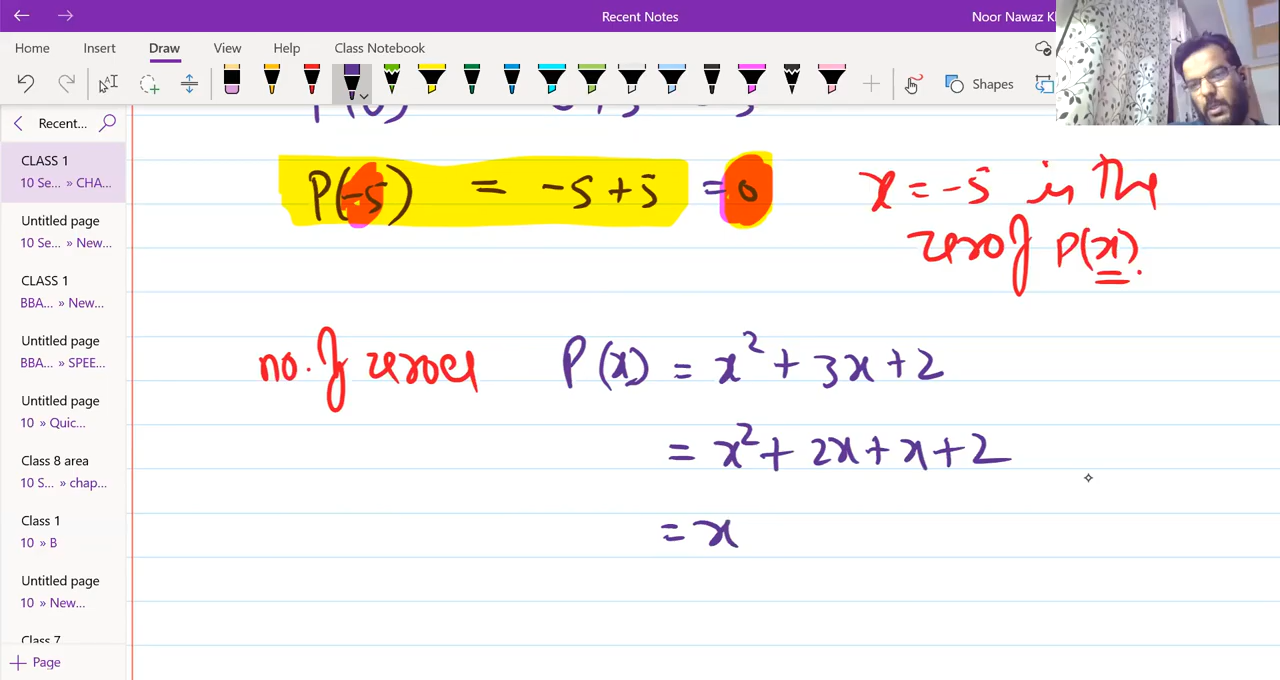 Recent Notes
Noor Nawaz Kh
Home Insert Draw View Help Class Notebook
Shapes
Recent...
CLASS 1
10 Se... » CHA...
Untitled page
10 Se... » New...
CLASS 1
BBA... » New...
Untitled page
BBA... » SPEE...
Untitled page
10 » Quic...
Class 8 area
10 S... » chap...
Class 1
10 » B
Untitled page
10 » New...
Class 7
Page
P(-5) = -5+5 = 0
x = -5 is the
zero of P(x).
no. of zeroes P(x) = x² + 3x + 2
= x² + 2x + x + 2
= x